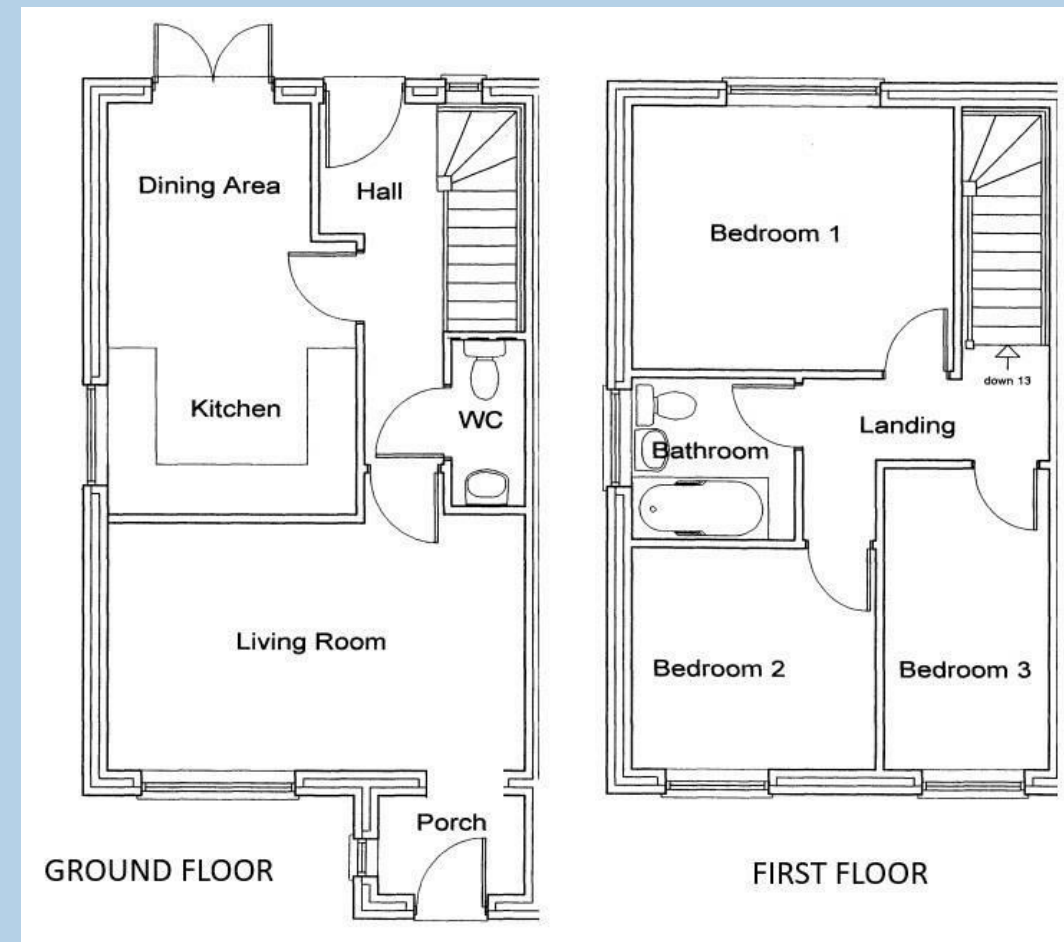 Dining Area
Hall
Kitchen
WC
Living Room
Porch
GROUND FLOOR
Bedroom 1
down 13
Landing
Bathroom
Bedroom 2
Bedroom 3
FIRST FLOOR